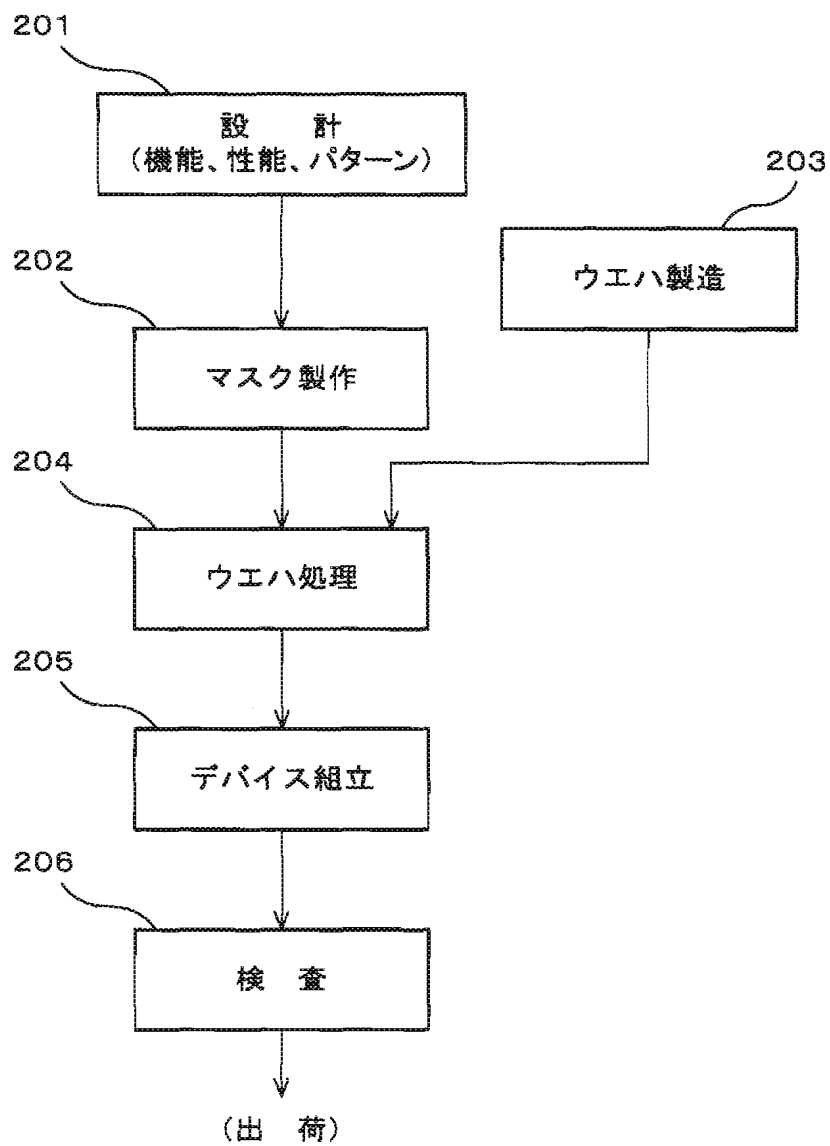 201
設 計
(機能、性能、パターン)
203
ウエハ製造
202
マスク製作
204
ウエハ処理
205
デバイス組立
206
検 査
(出 荷)